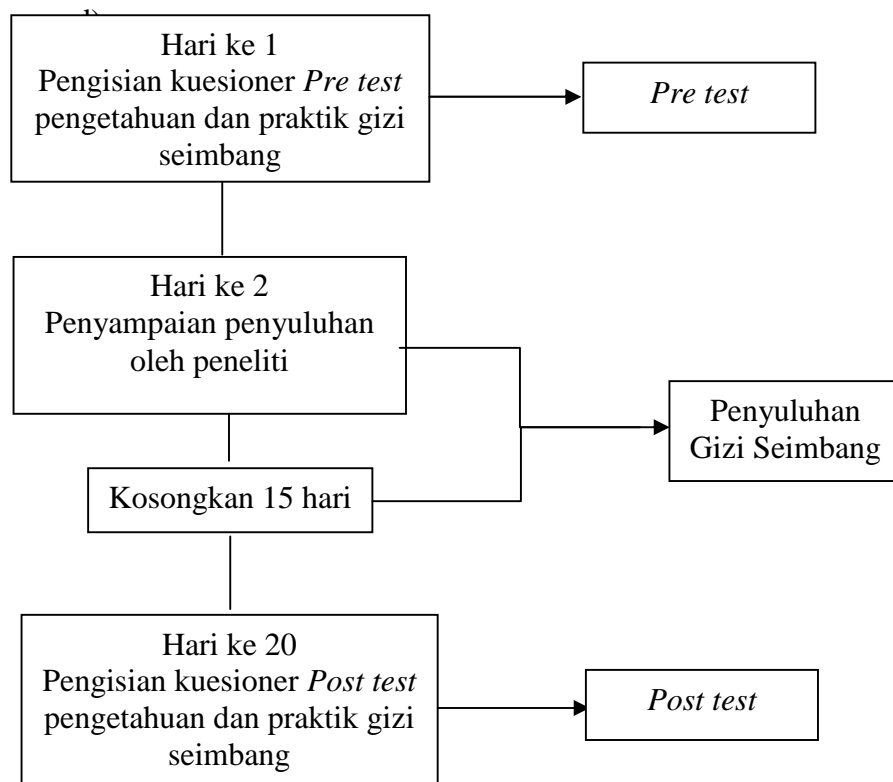 Hari ke 1
Pengisian kuesioner Pre test
pengetahuan dan praktik gizi
seimbang
Pre test
Hari ke 2
Penyampaian penyuluhan
oleh peneliti
Penyuluhan
Gizi Seimbang
Kosongkan 15 hari
Hari ke 20
Pengisian kuesioner Post test
pengetahuan dan praktik gizi
seimbang
Post test